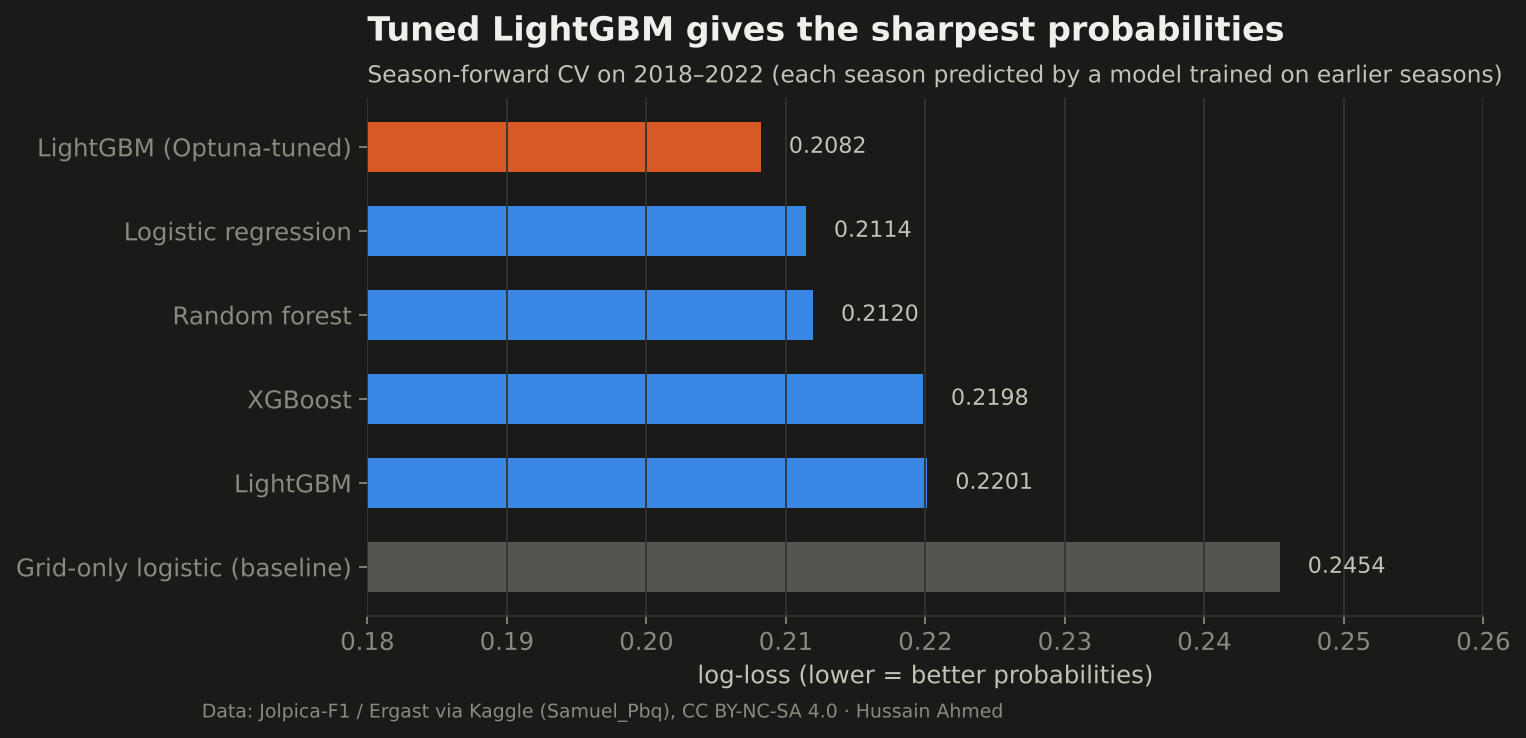 Tuned LightGBM gives the sharpest probabilities
Season-forward CV on 2018–2022 (each season predicted by a model trained on earlier seasons)
LightGBM (Optuna-tuned)
0.2082
Logistic regression
0.2114
Random forest
0.2120
XGBoost
0.2198
LightGBM
0.2201
Grid-only logistic (baseline)
0.2454
0.18 0.19 0.20 0.21 0.22 0.23 0.24 0.25 0.26
log-loss (lower = better probabilities)
Data: Jolpica-F1 / Ergast via Kaggle (Samuel_Pbq), CC BY-NC-SA 4.0 · Hussain Ahmed